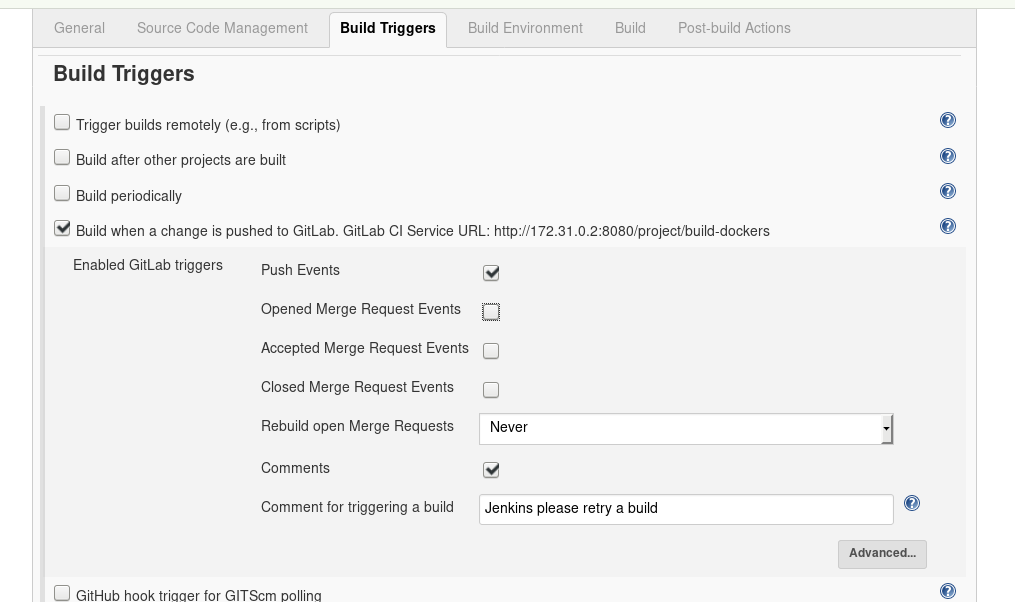 General Source Code Management Build Triggers Build Environment Build Post-build Actions
Build Triggers
Trigger builds remotely (e.g., from scripts)
Build after other projects are built
Build periodically
Build when a change is pushed to GitLab. GitLab CI Service URL: http://172.31.0.2:8080/project/build-dockers
Enabled GitLab triggers Push Events
Opened Merge Request Events
Accepted Merge Request Events
Closed Merge Request Events
Rebuild open Merge Requests Never
Comments
Comment for triggering a build Jenkins please retry a build
Advanced...
GitHub hook trigger for GITScm polling